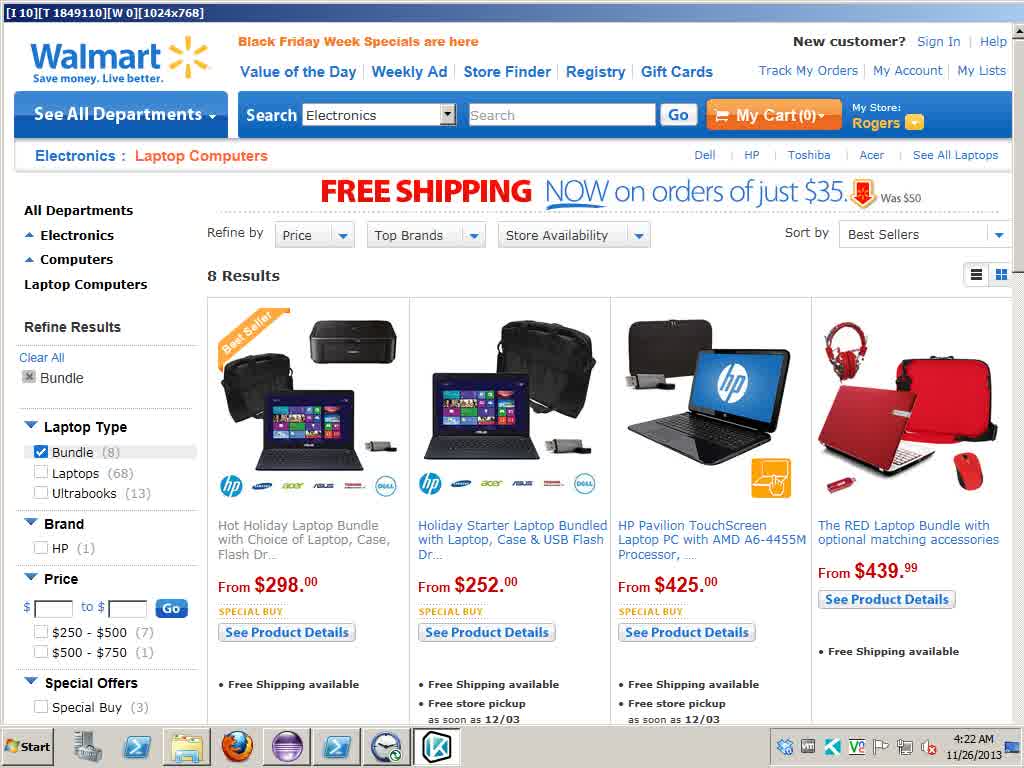 [I 10][T 1849110][W 0][1024x768]
Walmart
Save money. Live better.
Black Friday Week Specials are here
New customer? Sign In | Help
Value of the Day | Weekly Ad | Store Finder | Registry | Gift Cards
Track My Orders | My Account | My Lists
See All Departments
Search Electronics Search Go
My Cart (0)
My Store:
Rogers
Electronics : Laptop Computers
Dell | HP | Toshiba | Acer | See All Laptops
FREE SHIPPING NOW on orders of just $35. Was $50
All Departments
Electronics
Computers
Laptop Computers
Refine Results
Clear All
Bundle
Laptop Type
Bundle (8)
Laptops (68)
Ultrabooks (13)
Brand
HP (1)
Price
$ to $ Go
$250 - $500 (7)
$500 - $750 (1)
Special Offers
Special Buy (3)
Refine by Price Top Brands Store Availability
Sort by Best Sellers
8 Results
Best Seller
hp acer ASUS DELL
Hot Holiday Laptop Bundle
with Choice of Laptop, Case,
Flash Dr...
From $298.00
SPECIAL BUY
See Product Details
• Free Shipping available
hp acer ASUS DELL
Holiday Starter Laptop Bundled
with Laptop, Case & USB Flash
Dr...
From $252.00
SPECIAL BUY
See Product Details
• Free Shipping available
• Free store pickup
as soon as 12/03
hp
HP Pavilion TouchScreen
Laptop PC with AMD A6-4455M
Processor, ....
From $425.00
SPECIAL BUY
See Product Details
• Free Shipping available
• Free store pickup
as soon as 12/03
The RED Laptop Bundle with
optional matching accessories
From $439.99
See Product Details
• Free Shipping available
Start
4:22 AM
11/26/2013